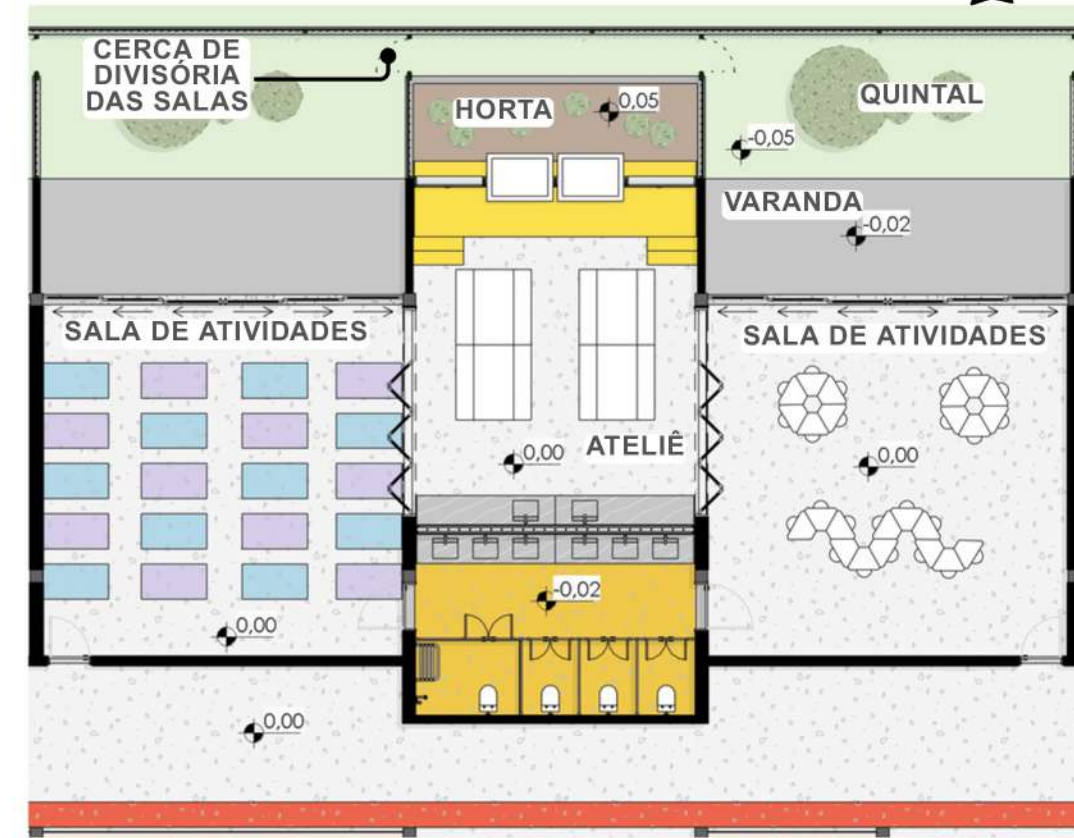 CERCA DE
DIVISÓRIA
DAS SALAS
HORTA
0,05
QUINTAL
-0,05
VARANDA
-0,02
SALA DE ATIVIDADES
SALA DE ATIVIDADES
ATELIÊ
0,00
0,00
-0,02
0,00
0,00